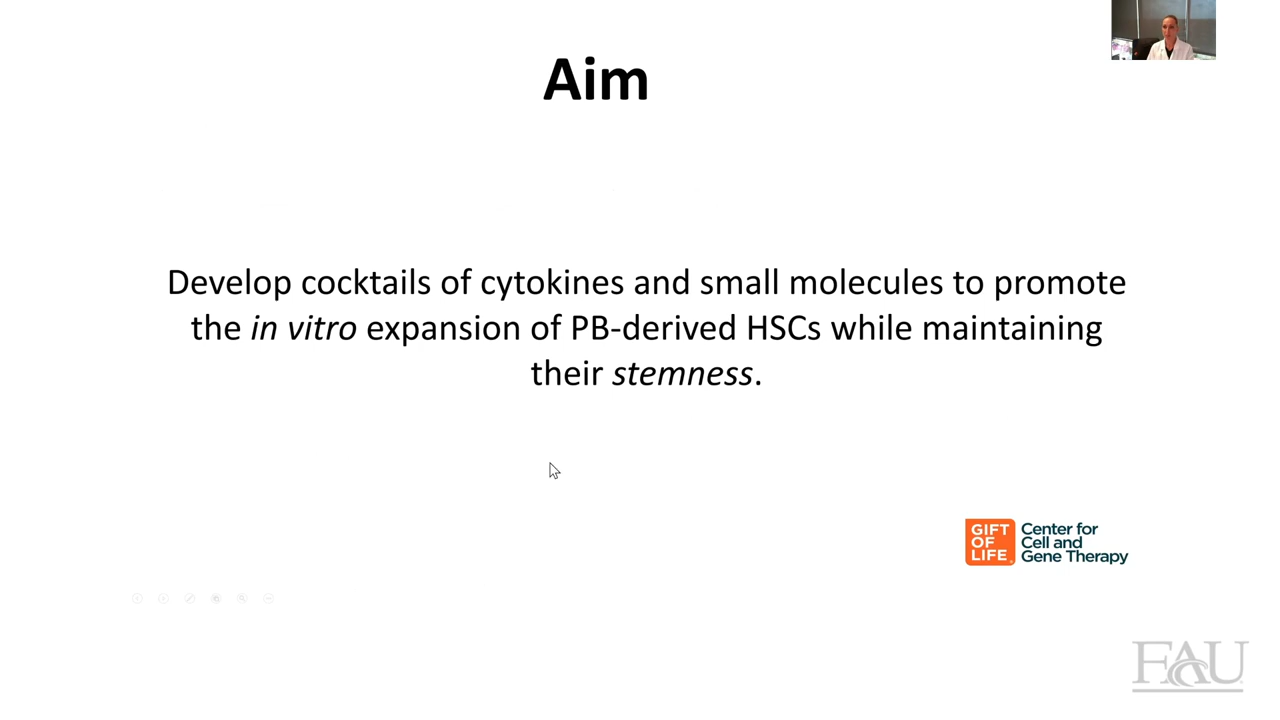 Aim
Develop cocktails of cytokines and small molecules to promote
the in vitro expansion of PB-derived HSCs while maintaining
their stemness.
GIFT
OF
LIFE
Center for
Cell and
Gene Therapy
FAU